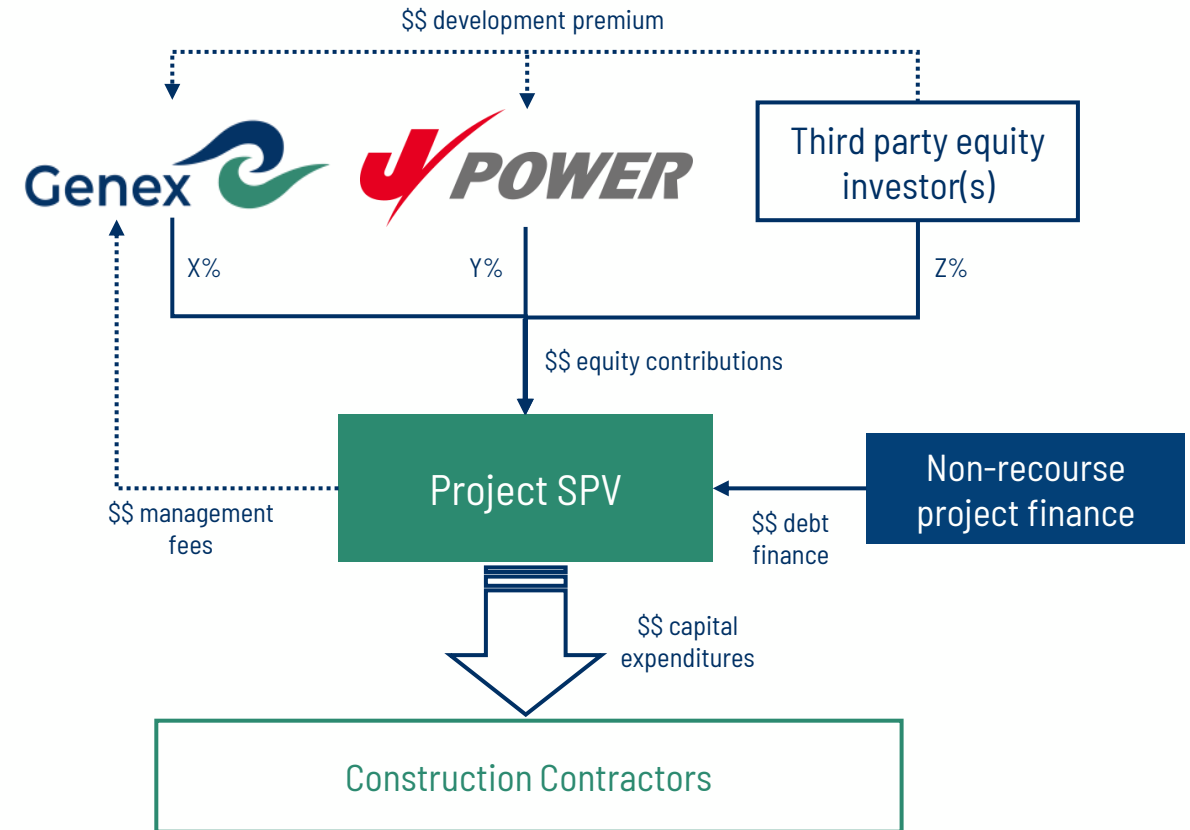 $$ development premium
Genex
J POWER
Third party equity
investor(s)
X%
Y%
Z%
$$ equity contributions
Project SPV
Non-recourse
project finance
$$ management
fees
$$ debt
finance
$$ capital
expenditures
Construction Contractors